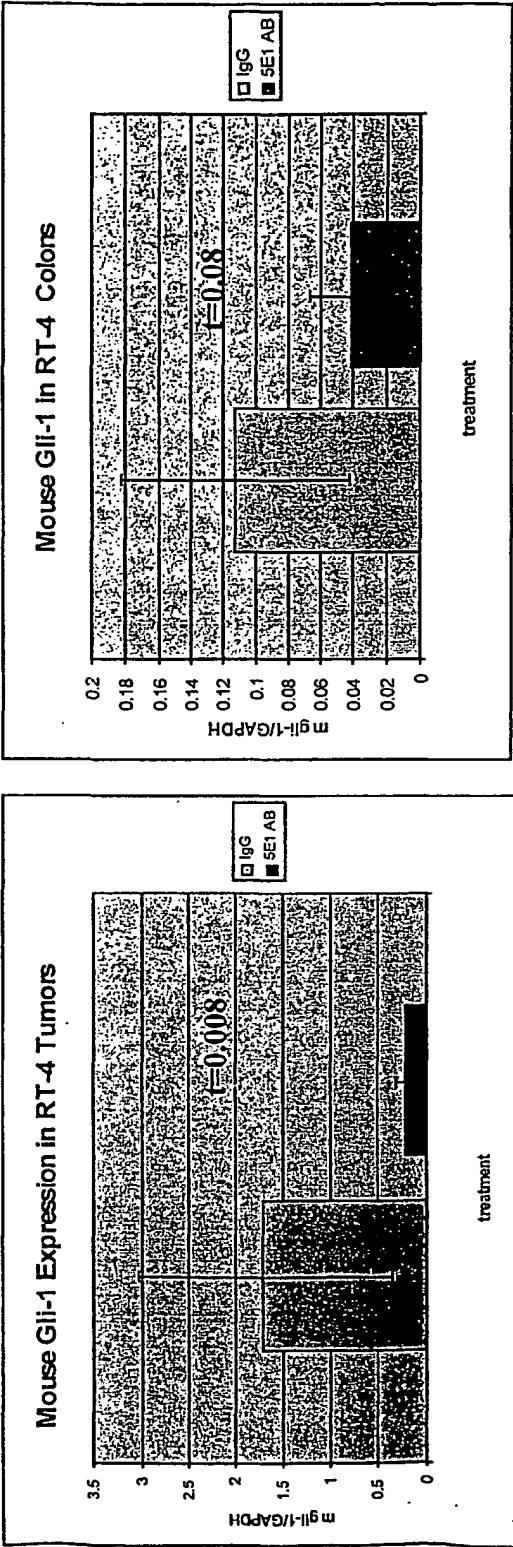 Mouse Gli-1 Expression in RT-4 Tumors
3.5
3
2.5
2
1.5
1
0.5
0
m gli-1/GAPDH
t=0.008
treatment
IgG
5E1 AB
Mouse Gli-1 in RT-4 Colons
0.2
0.18
0.16
0.14
0.12
0.1
0.08
0.06
0.04
0.02
0
m gli-1/GAPDH
t=0.08
treatment
IgG
5E1 AB